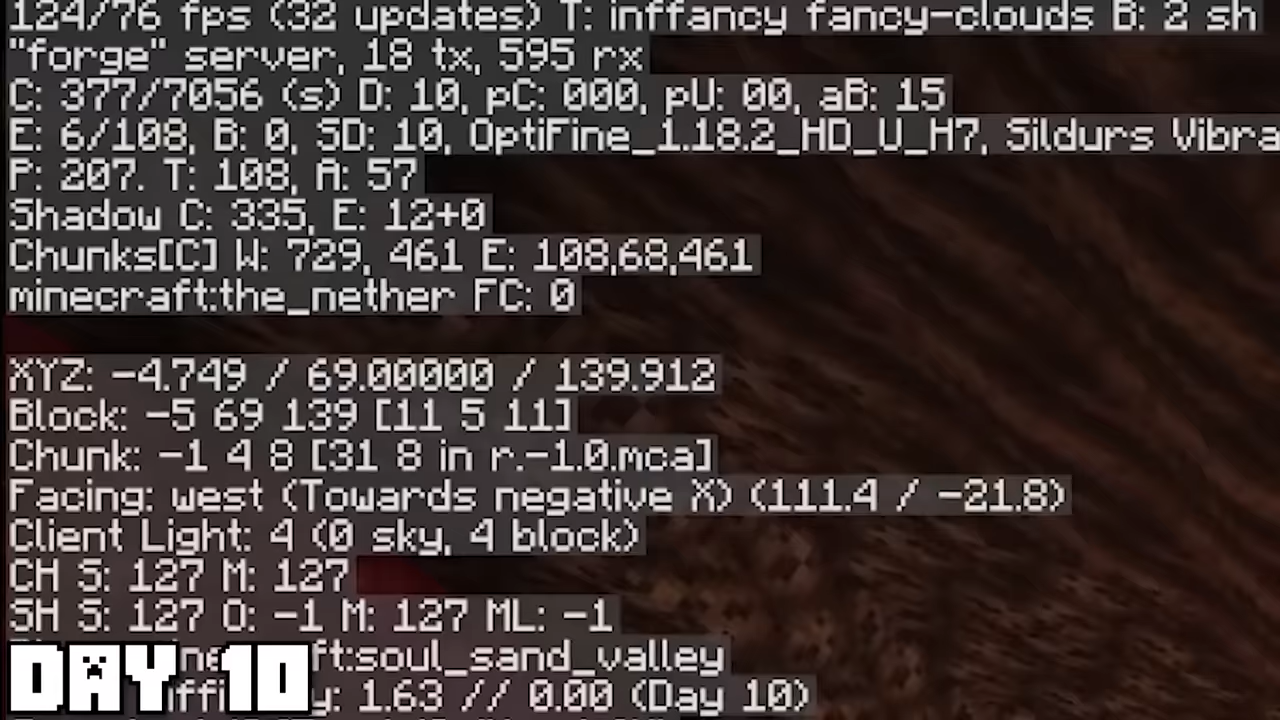 124/76 fps (32 updates) T: inffancy fancy-clouds B: 2 sh
"forge" server, 18 tx, 595 rx
C: 377/7056 (s) D: 10, pC: 000, pU: 00, aB: 15
E: 6/108, B: 0, SD: 10, OptiFine_1.18.2_HD_U_H7, Sildurs Vibra
P: 207. T: 108, A: 57
Shadow C: 335, E: 12+0
Chunks[C] W: 729, 461 E: 108,68,461
minecraft:the_nether FC: 0
XYZ: -4.749 / 69.00000 / 139.912
Block: -5 69 139 [11 5 11]
Chunk: -1 4 8 [31 8 in r.-1.0.mca]
Facing: west (Towards negative X) (111.4 / -21.8)
Client Light: 4 (0 sky, 4 block)
CH S: 127 M: 127
SH S: 127 O: -1 M: 127 ML: -1
ft:soul_sand_valley
y: 1.63 // 0.00 (Day 10)
DAY 10